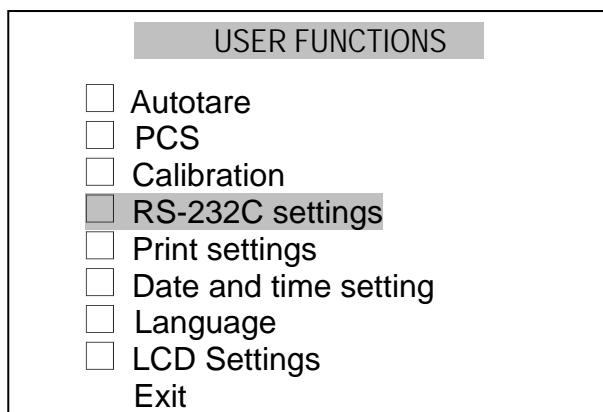 USER FUNCTIONS
Autotare
PCS
Calibration
RS-232C settings
Print settings
Date and time setting
Language
LCD Settings
Exit